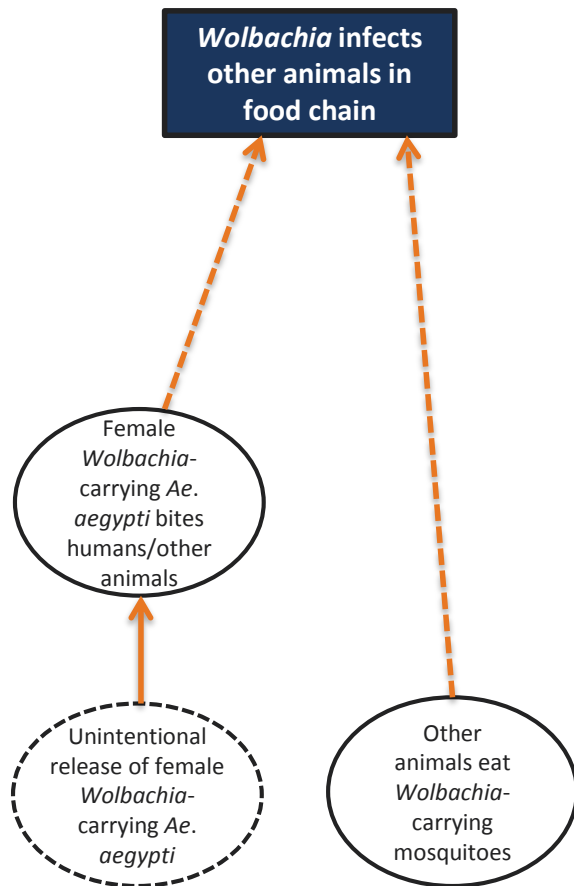 Wolbachia infects
other animals in
food chain
Female
Wolbachia-
carrying Ae.
aegypti bites
humans/other
animals
Unintentional
release of female
Wolbachia-
carrying Ae.
aegypti
Other
animals eat
Wolbachia-
carrying
mosquitoes